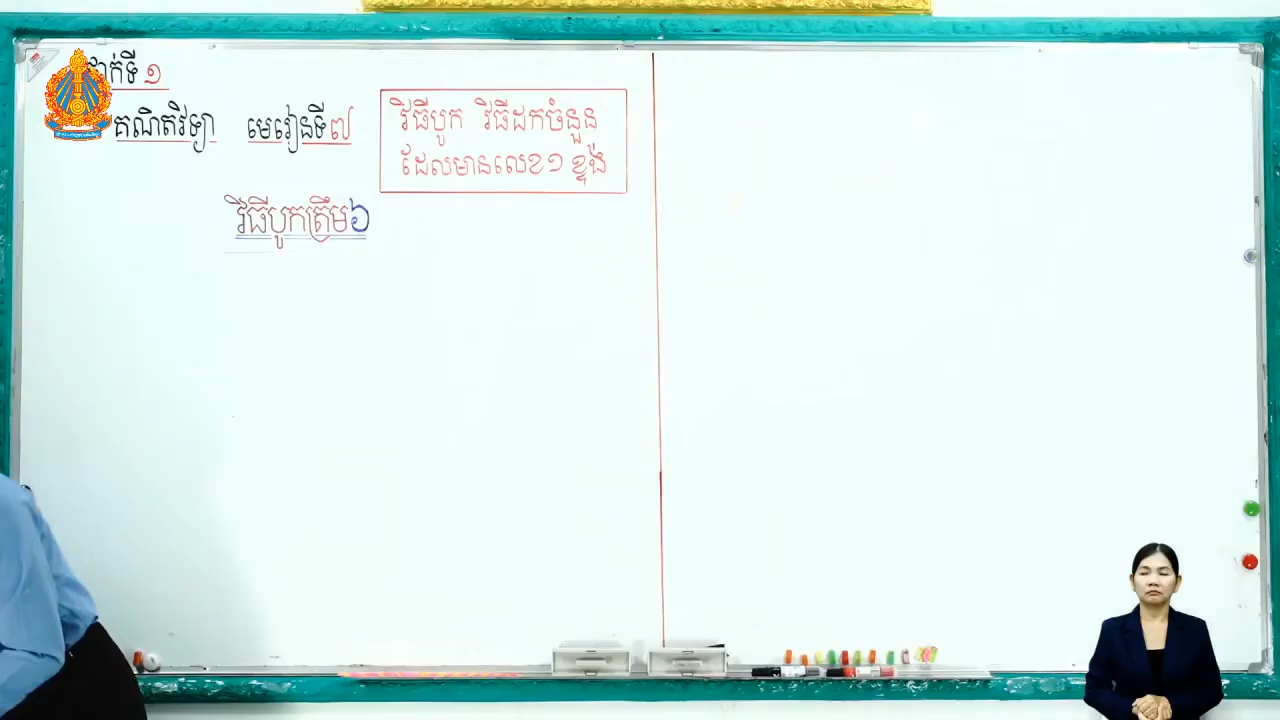 ថ្នាក់ទី ១
គណិតវិទ្យា មេរៀនទី៧
វិធីបូក វិធីដកចំនួន
ដែលមានលេខ១ ខ្ទង់
វិធីបូកត្រឹម៦